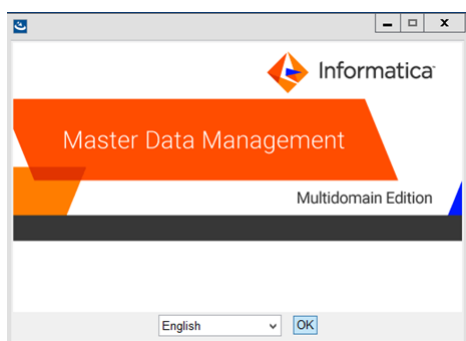 Informatica
Master Data Management
Multidomain Edition
English
OK